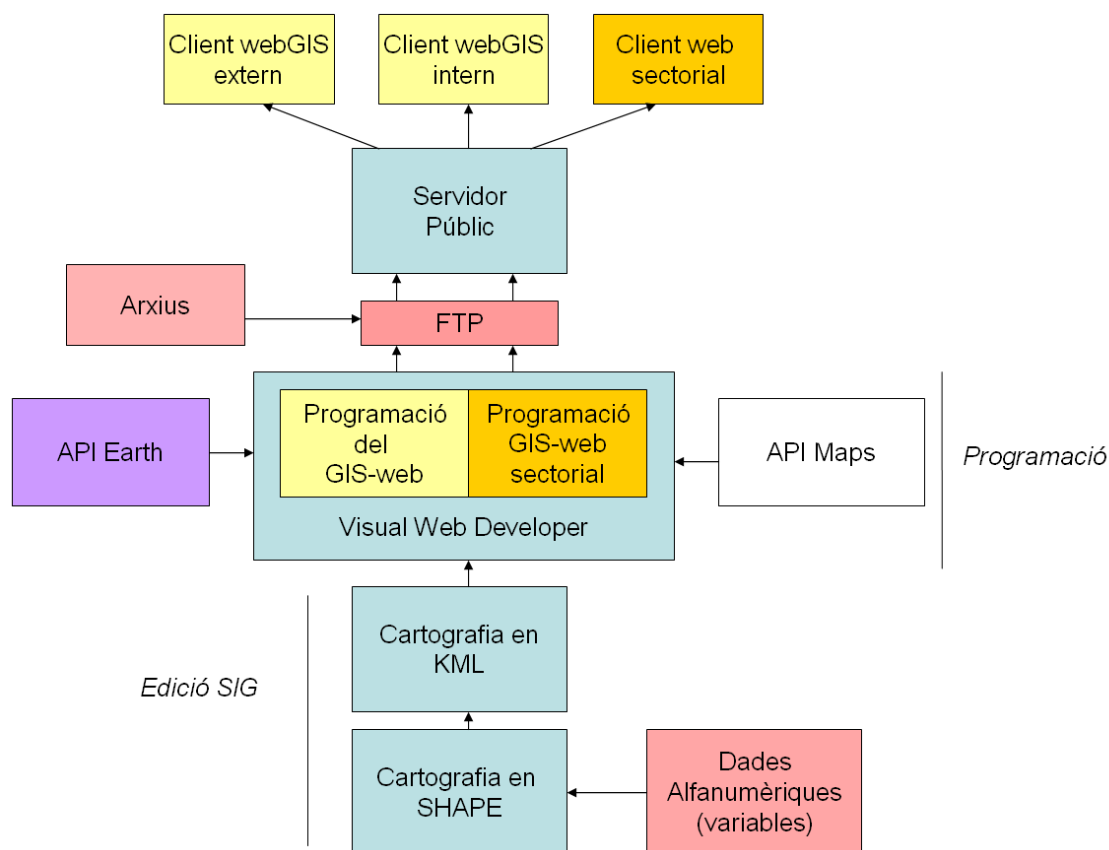 Client webGIS
extern
Client webGIS
intern
Client web
sectorial
Servidor
Públic
Arxius
FTP
API Earth
Programació
del
GIS-web
Programació
GIS-web
sectorial
Visual Web Developer
API Maps
Programació
Cartografia en
KML
Edició SIG
Cartografia en
SHAPE
Dades
Alfanumèriques
(variables)